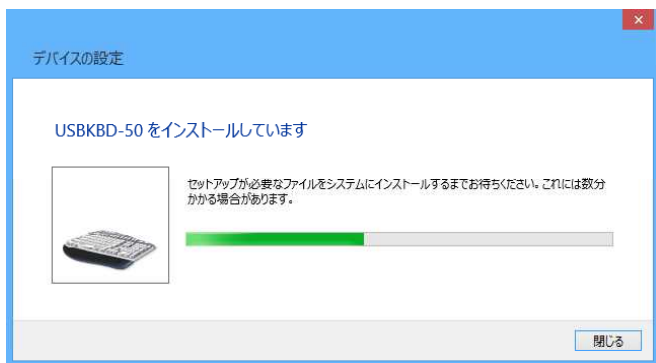 デバイスの設定
USBKBD-50 をインストールしています
セットアップが必要なファイルをシステムにインストールするまでお待ちください。これには数分
かかる場合があります。
閉じる